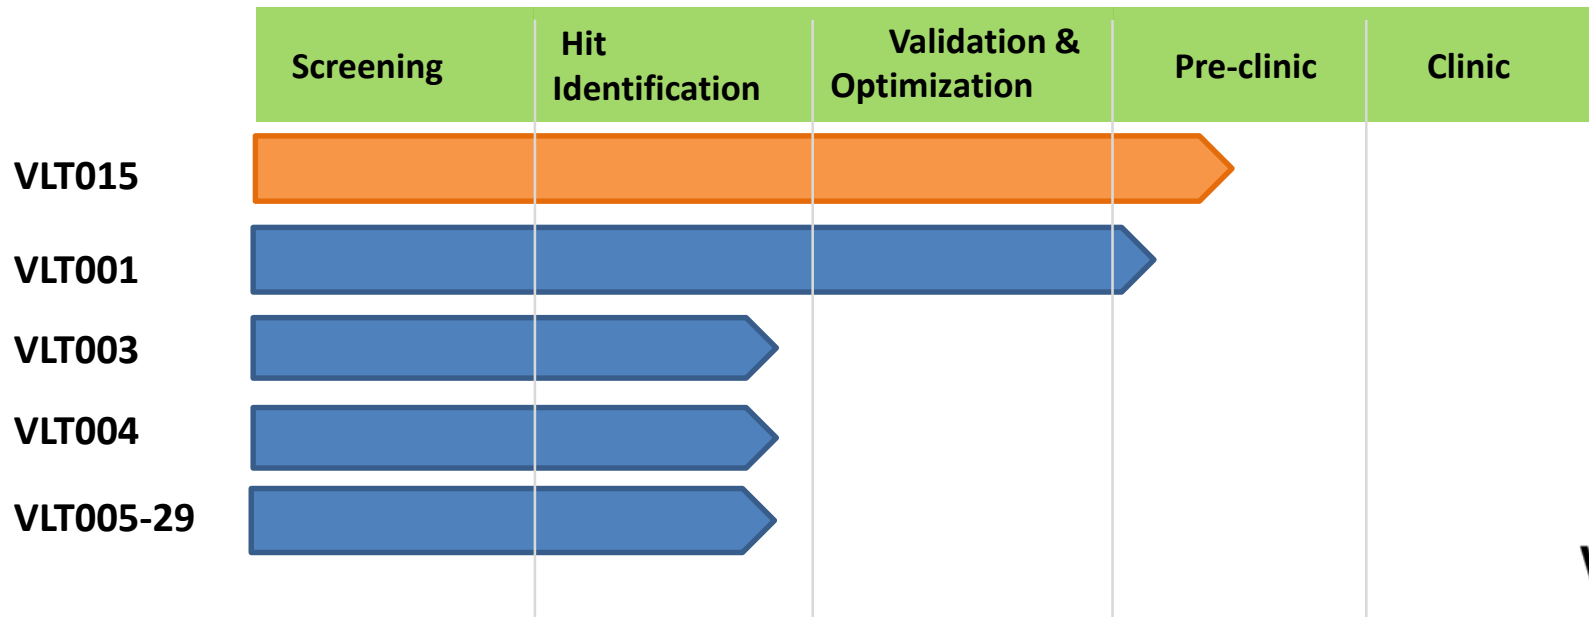 Screening
Hit
Identification
Validation &
Optimization
Pre-clinic
Clinic
VLT015
VLT001
VLT003
VLT004
VLT005-29